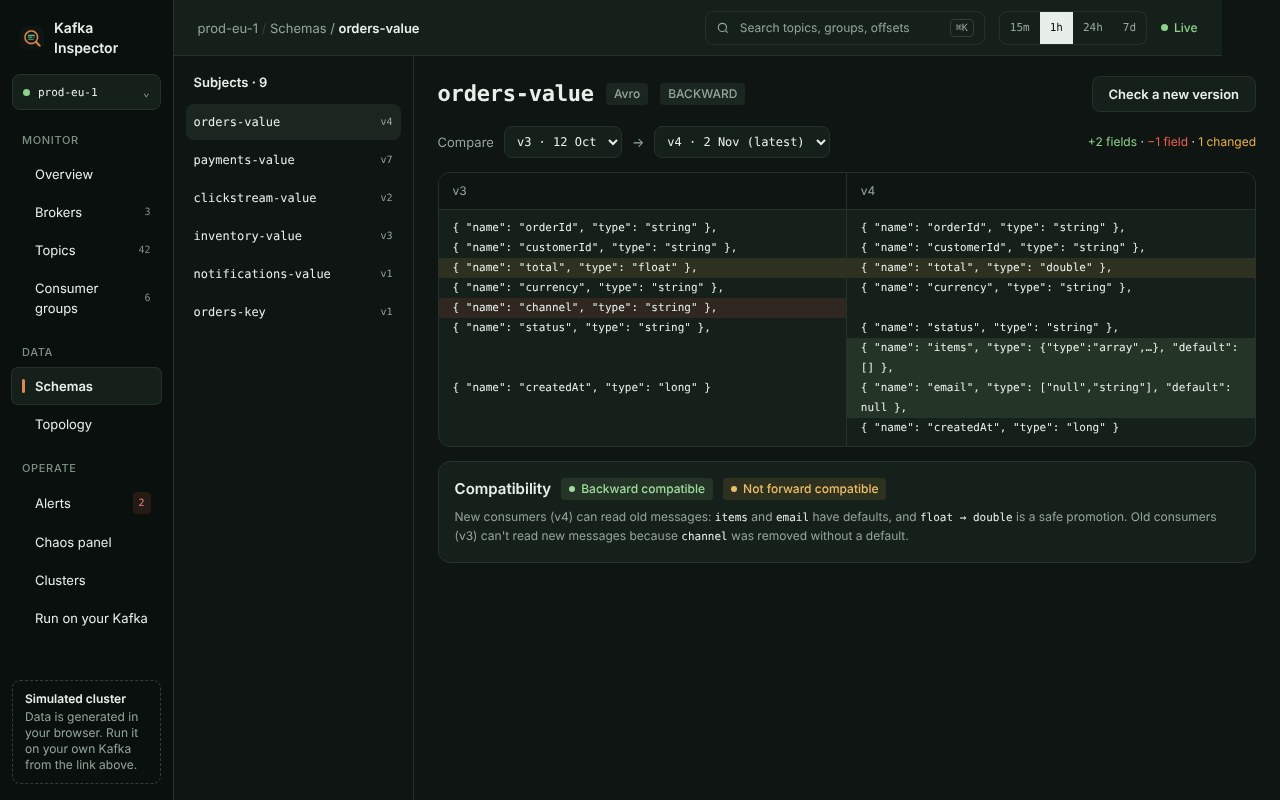 Kafka
Inspector
prod-eu-1
MONITOR
Overview
Brokers 3
Topics 42
Consumer
groups 6
DATA
Schemas
Topology
OPERATE
Alerts 2
Chaos panel
Clusters
Run on your Kafka
Simulated cluster
Data is generated in
your browser. Run it
on your own Kafka
from the link above.
prod-eu-1 / Schemas / orders-value
Search topics, groups, offsets ⌘K
15m 1h 24h 7d
Live
Subjects · 9
orders-value v4
payments-value v7
clickstream-value v2
inventory-value v3
notifications-value v1
orders-key v1
orders-value Avro BACKWARD
Check a new version
Compare v3 · 12 Oct → v4 · 2 Nov (latest)
+2 fields · −1 field · 1 changed
v3
{ "name": "orderId", "type": "string" },
{ "name": "customerId", "type": "string" },
{ "name": "total", "type": "float" },
{ "name": "currency", "type": "string" },
{ "name": "channel", "type": "string" },
{ "name": "status", "type": "string" },
{ "name": "createdAt", "type": "long" }
v4
{ "name": "orderId", "type": "string" },
{ "name": "customerId", "type": "string" },
{ "name": "total", "type": "double" },
{ "name": "currency", "type": "string" },
{ "name": "status", "type": "string" },
{ "name": "items", "type": {"type":"array",…}, "default":
[] },
{ "name": "email", "type": ["null","string"], "default":
null },
{ "name": "createdAt", "type": "long" }
Compatibility Backward compatible Not forward compatible
New consumers (v4) can read old messages: items and email have defaults, and float → double is a safe promotion. Old consumers
(v3) can't read new messages because channel was removed without a default.